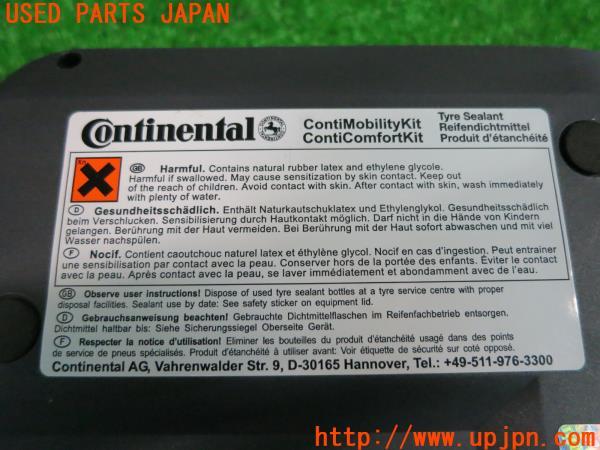 USED PARTS JAPAN
Continental
ContiMobilityKit
ContiComfortKit
Tyre Sealant
Reifendichtmittel
Produit d'étanchéité
Xn
GB Harmful. Contains natural rubber latex and ethylene glycole.
Harmful if swallowed. May cause sensitization by skin contact. Keep out
of the reach of children. Avoid contact with skin. After contact with skin, wash immediately
with plenty of water.
D Gesundheitsschädlich. Enthält Naturkautschuklatex und Ethylenglykol. Gesundheitsschädlich
beim Verschlucken. Sensibilisierung durch Hautkontakt möglich. Darf nicht in die Hände von Kindern
gelangen. Berührung mit der Haut vermeiden. Bei Berührung mit der Haut sofort abwaschen und mit viel
Wasser nachspülen.
F Nocif. Contient caoutchouc naturel latex et éthylène glycol. Nocif en cas d'ingestion. Peut entrainer
une sensibilisation par contact avec la peau. Conserver hors de la portée des enfants. Éviter le contact
avec la peau. Après contact avec la peau, se laver immédiatement et abondamment avec de l'eau.
GB Observe user instructions! Dispose of used tyre sealant bottles at a tyre service centre with proper
disposal facilities. Sealant use by date: See safety sticker on equipment lid.
D Gebrauchsanweisung beachten! Gebrauchte Dichtmittelflaschen im Reifenfachbetrieb entsorgen.
Dichtmittel haltbar bis: Siehe Sicherungssiegel Oberseite Gerät.
F Respecter la notice d'utilisation! Eliminer les bouteilles du produit d'étanchéité usagé dans des points
de service de pneus spécialisés. Produit d'étanchéité à utiliser avant: Voir étiquette de sécurité sur couvercle.
Continental AG, Vahrenwalder Str. 9, D-30165 Hannover, Tel.: +49-511-976-3300
http://www.upjpn.com/